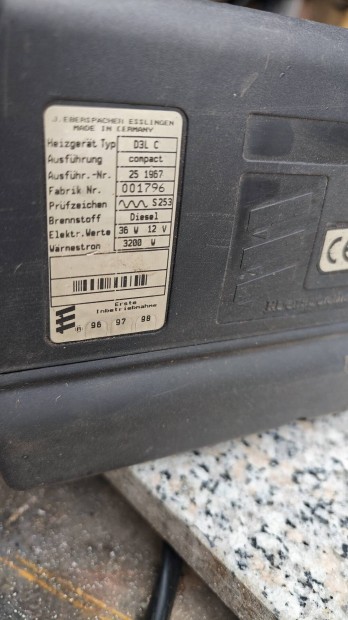 J. EBERSPÄCHER ESSLINGEN
MADE IN GERMANY
Heizgerät Typ D3L C
Ausführung compact
Ausführ.-Nr. 25 1967
Fabrik Nr. 001796
Prüfzeichen S253
Brennstoff Diesel
Elektr.Werte 36 W 12 V
Wärmestrom 3200 W
Erste
Inbetriebnahme
96 97 98
CE